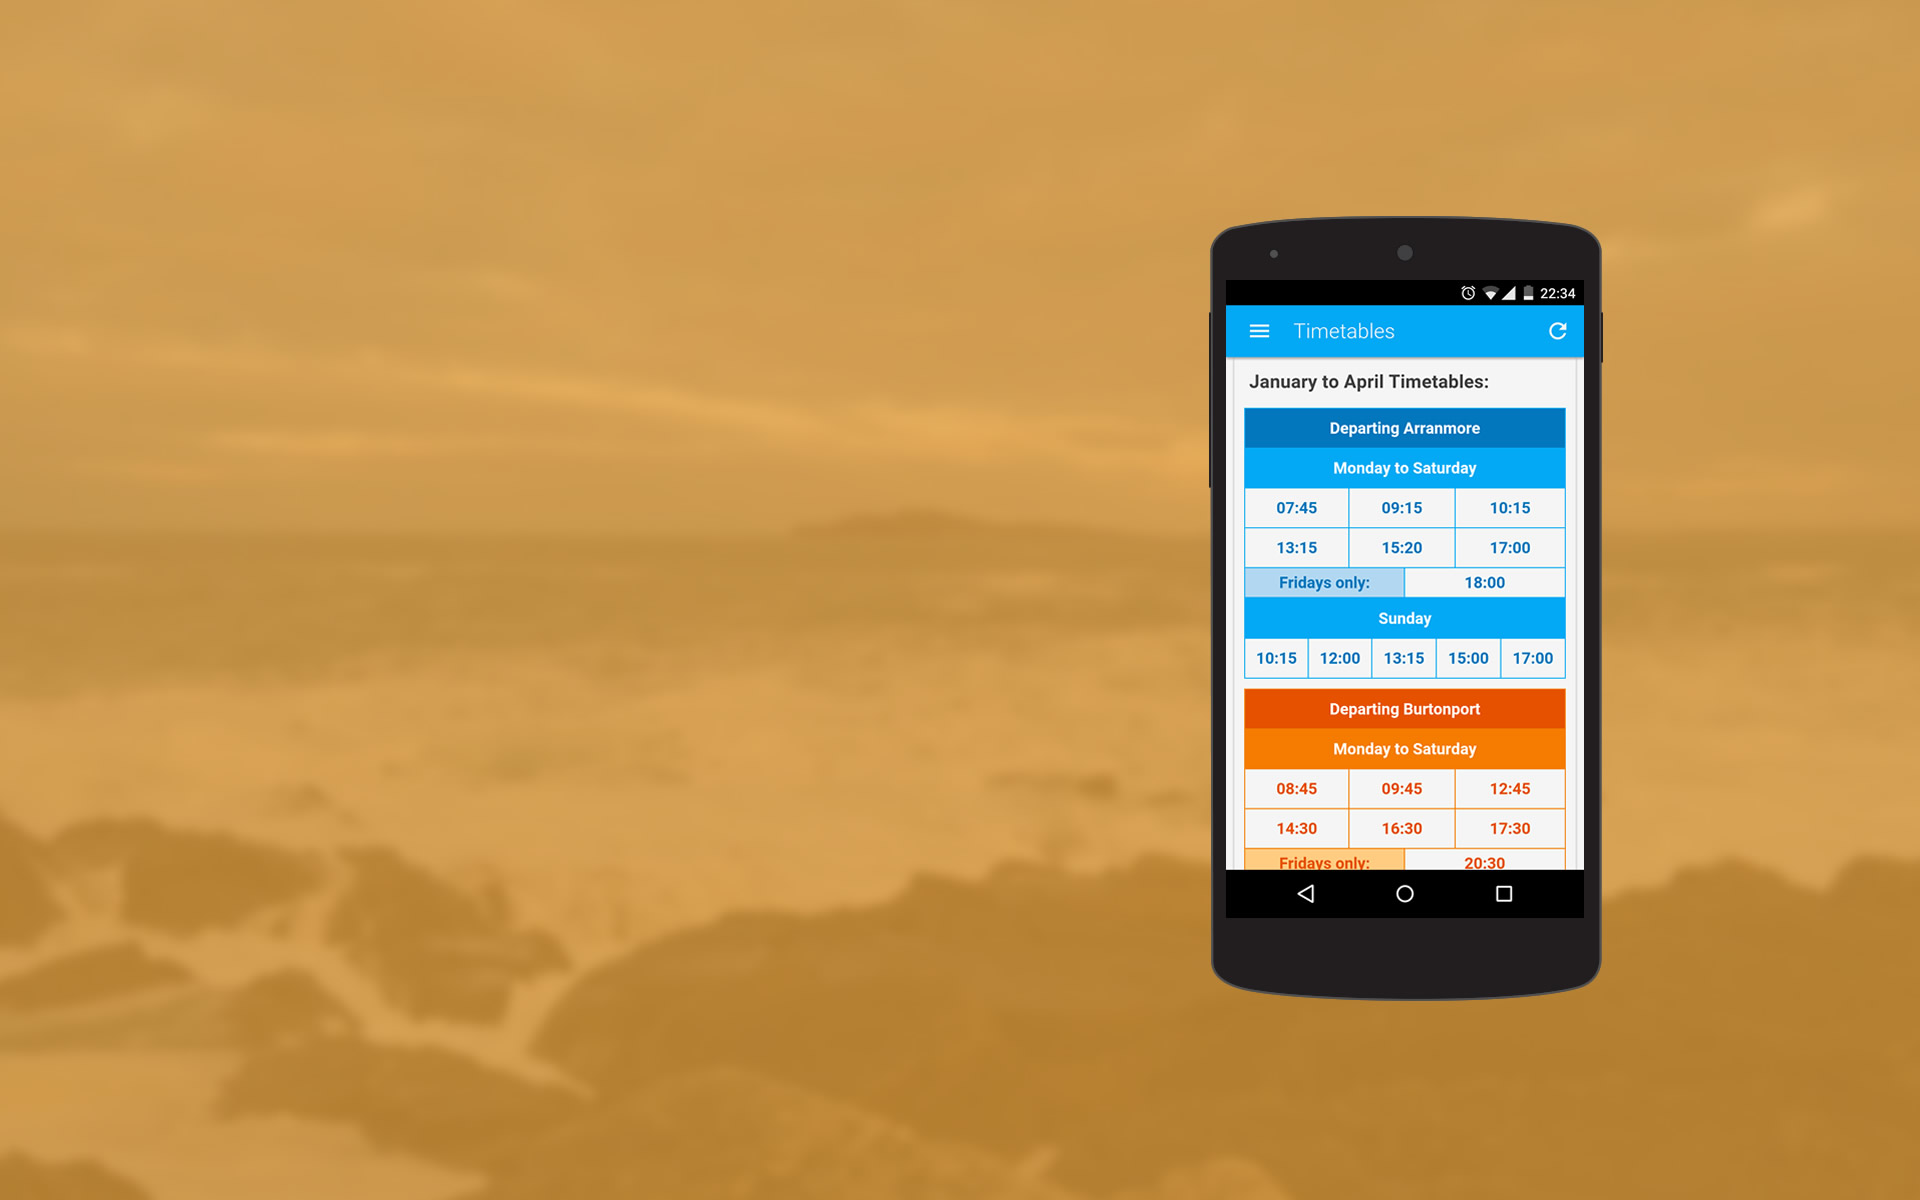 22:34
Timetables
January to April Timetables:
Departing Arranmore
Monday to Saturday
07:45 09:15 10:15
13:15 15:20 17:00
Fridays only: 18:00
Sunday
10:15 12:00 13:15 15:00 17:00
Departing Burtonport
Monday to Saturday
08:45 09:45 12:45
14:30 16:30 17:30
Fridays only: 20:30